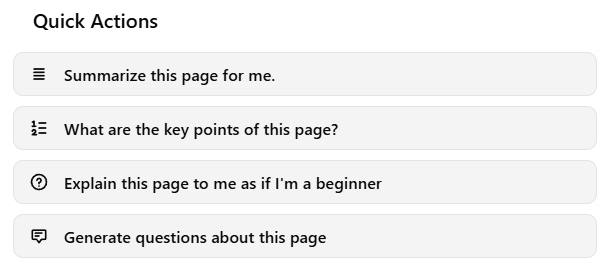 Quick Actions
Summarize this page for me.
What are the key points of this page?
Explain this page to me as if I'm a beginner
Generate questions about this page